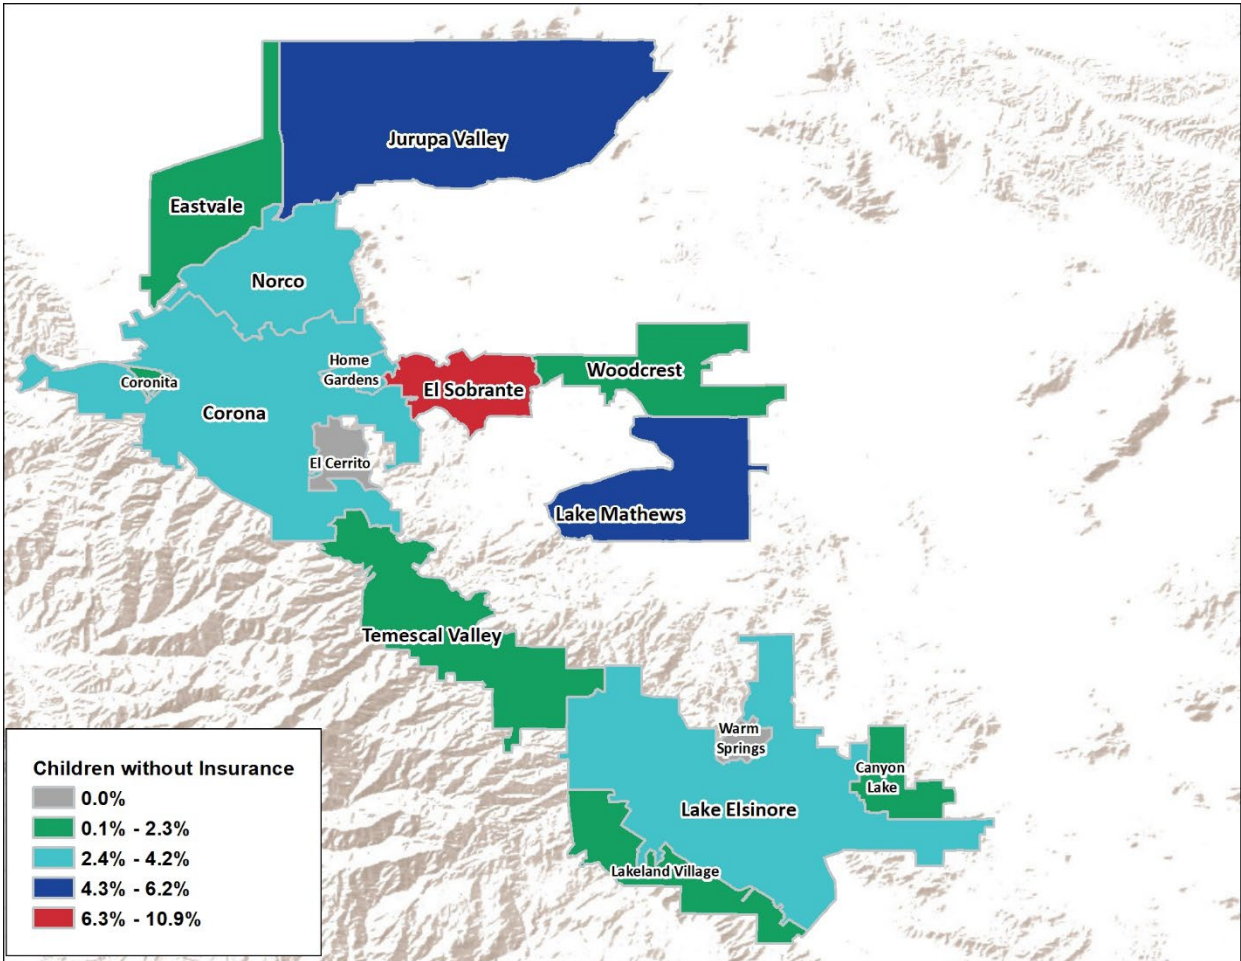 Jurupa Valley
Eastvale
Norco
Home
Gardens
Coronita
Corona
El Sobrante
Woodcrest
El Cerrito
Lake Mathews
Temescal Valley
Warm
Springs
Canyon
Lake
Lake Elsinore
Lakeland Village
Children without Insurance
0.0%
0.1% - 2.3%
2.4% - 4.2%
4.3% - 6.2%
6.3% - 10.9%